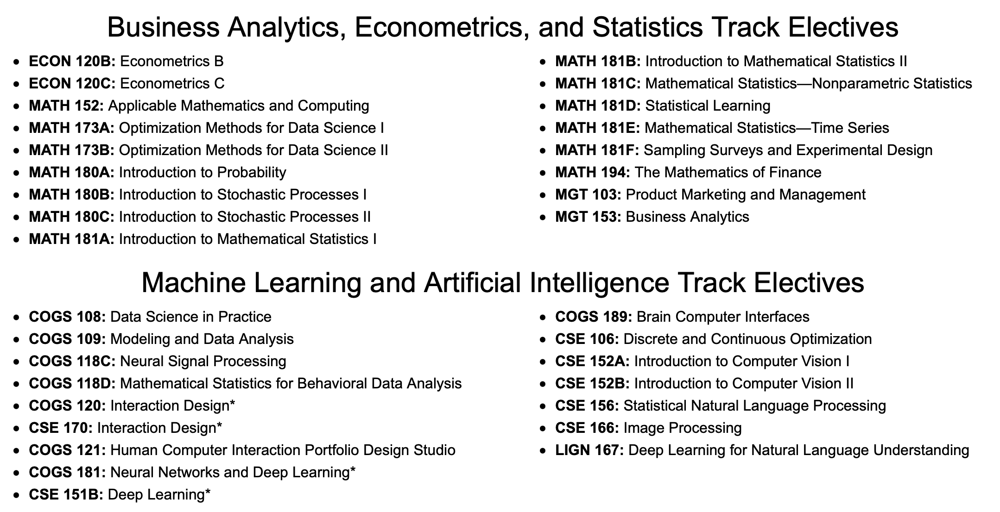 Business Analytics, Econometrics, and Statistics Track Electives
• ECON 120B: Econometrics B
• ECON 120C: Econometrics C
• MATH 152: Applicable Mathematics and Computing
• MATH 173A: Optimization Methods for Data Science I
• MATH 173B: Optimization Methods for Data Science II
• MATH 180A: Introduction to Probability
• MATH 180B: Introduction to Stochastic Processes I
• MATH 180C: Introduction to Stochastic Processes II
• MATH 181A: Introduction to Mathematical Statistics I
• MATH 181B: Introduction to Mathematical Statistics II
• MATH 181C: Mathematical Statistics—Nonparametric Statistics
• MATH 181D: Statistical Learning
• MATH 181E: Mathematical Statistics—Time Series
• MATH 181F: Sampling Surveys and Experimental Design
• MATH 194: The Mathematics of Finance
• MGT 103: Product Marketing and Management
• MGT 153: Business Analytics
Machine Learning and Artificial Intelligence Track Electives
• COGS 108: Data Science in Practice
• COGS 109: Modeling and Data Analysis
• COGS 118C: Neural Signal Processing
• COGS 118D: Mathematical Statistics for Behavioral Data Analysis
• COGS 120: Interaction Design*
• CSE 170: Interaction Design*
• COGS 121: Human Computer Interaction Portfolio Design Studio
• COGS 181: Neural Networks and Deep Learning*
• CSE 151B: Deep Learning*
• COGS 189: Brain Computer Interfaces
• CSE 106: Discrete and Continuous Optimization
• CSE 152A: Introduction to Computer Vision I
• CSE 152B: Introduction to Computer Vision II
• CSE 156: Statistical Natural Language Processing
• CSE 166: Image Processing
• LIGN 167: Deep Learning for Natural Language Understanding